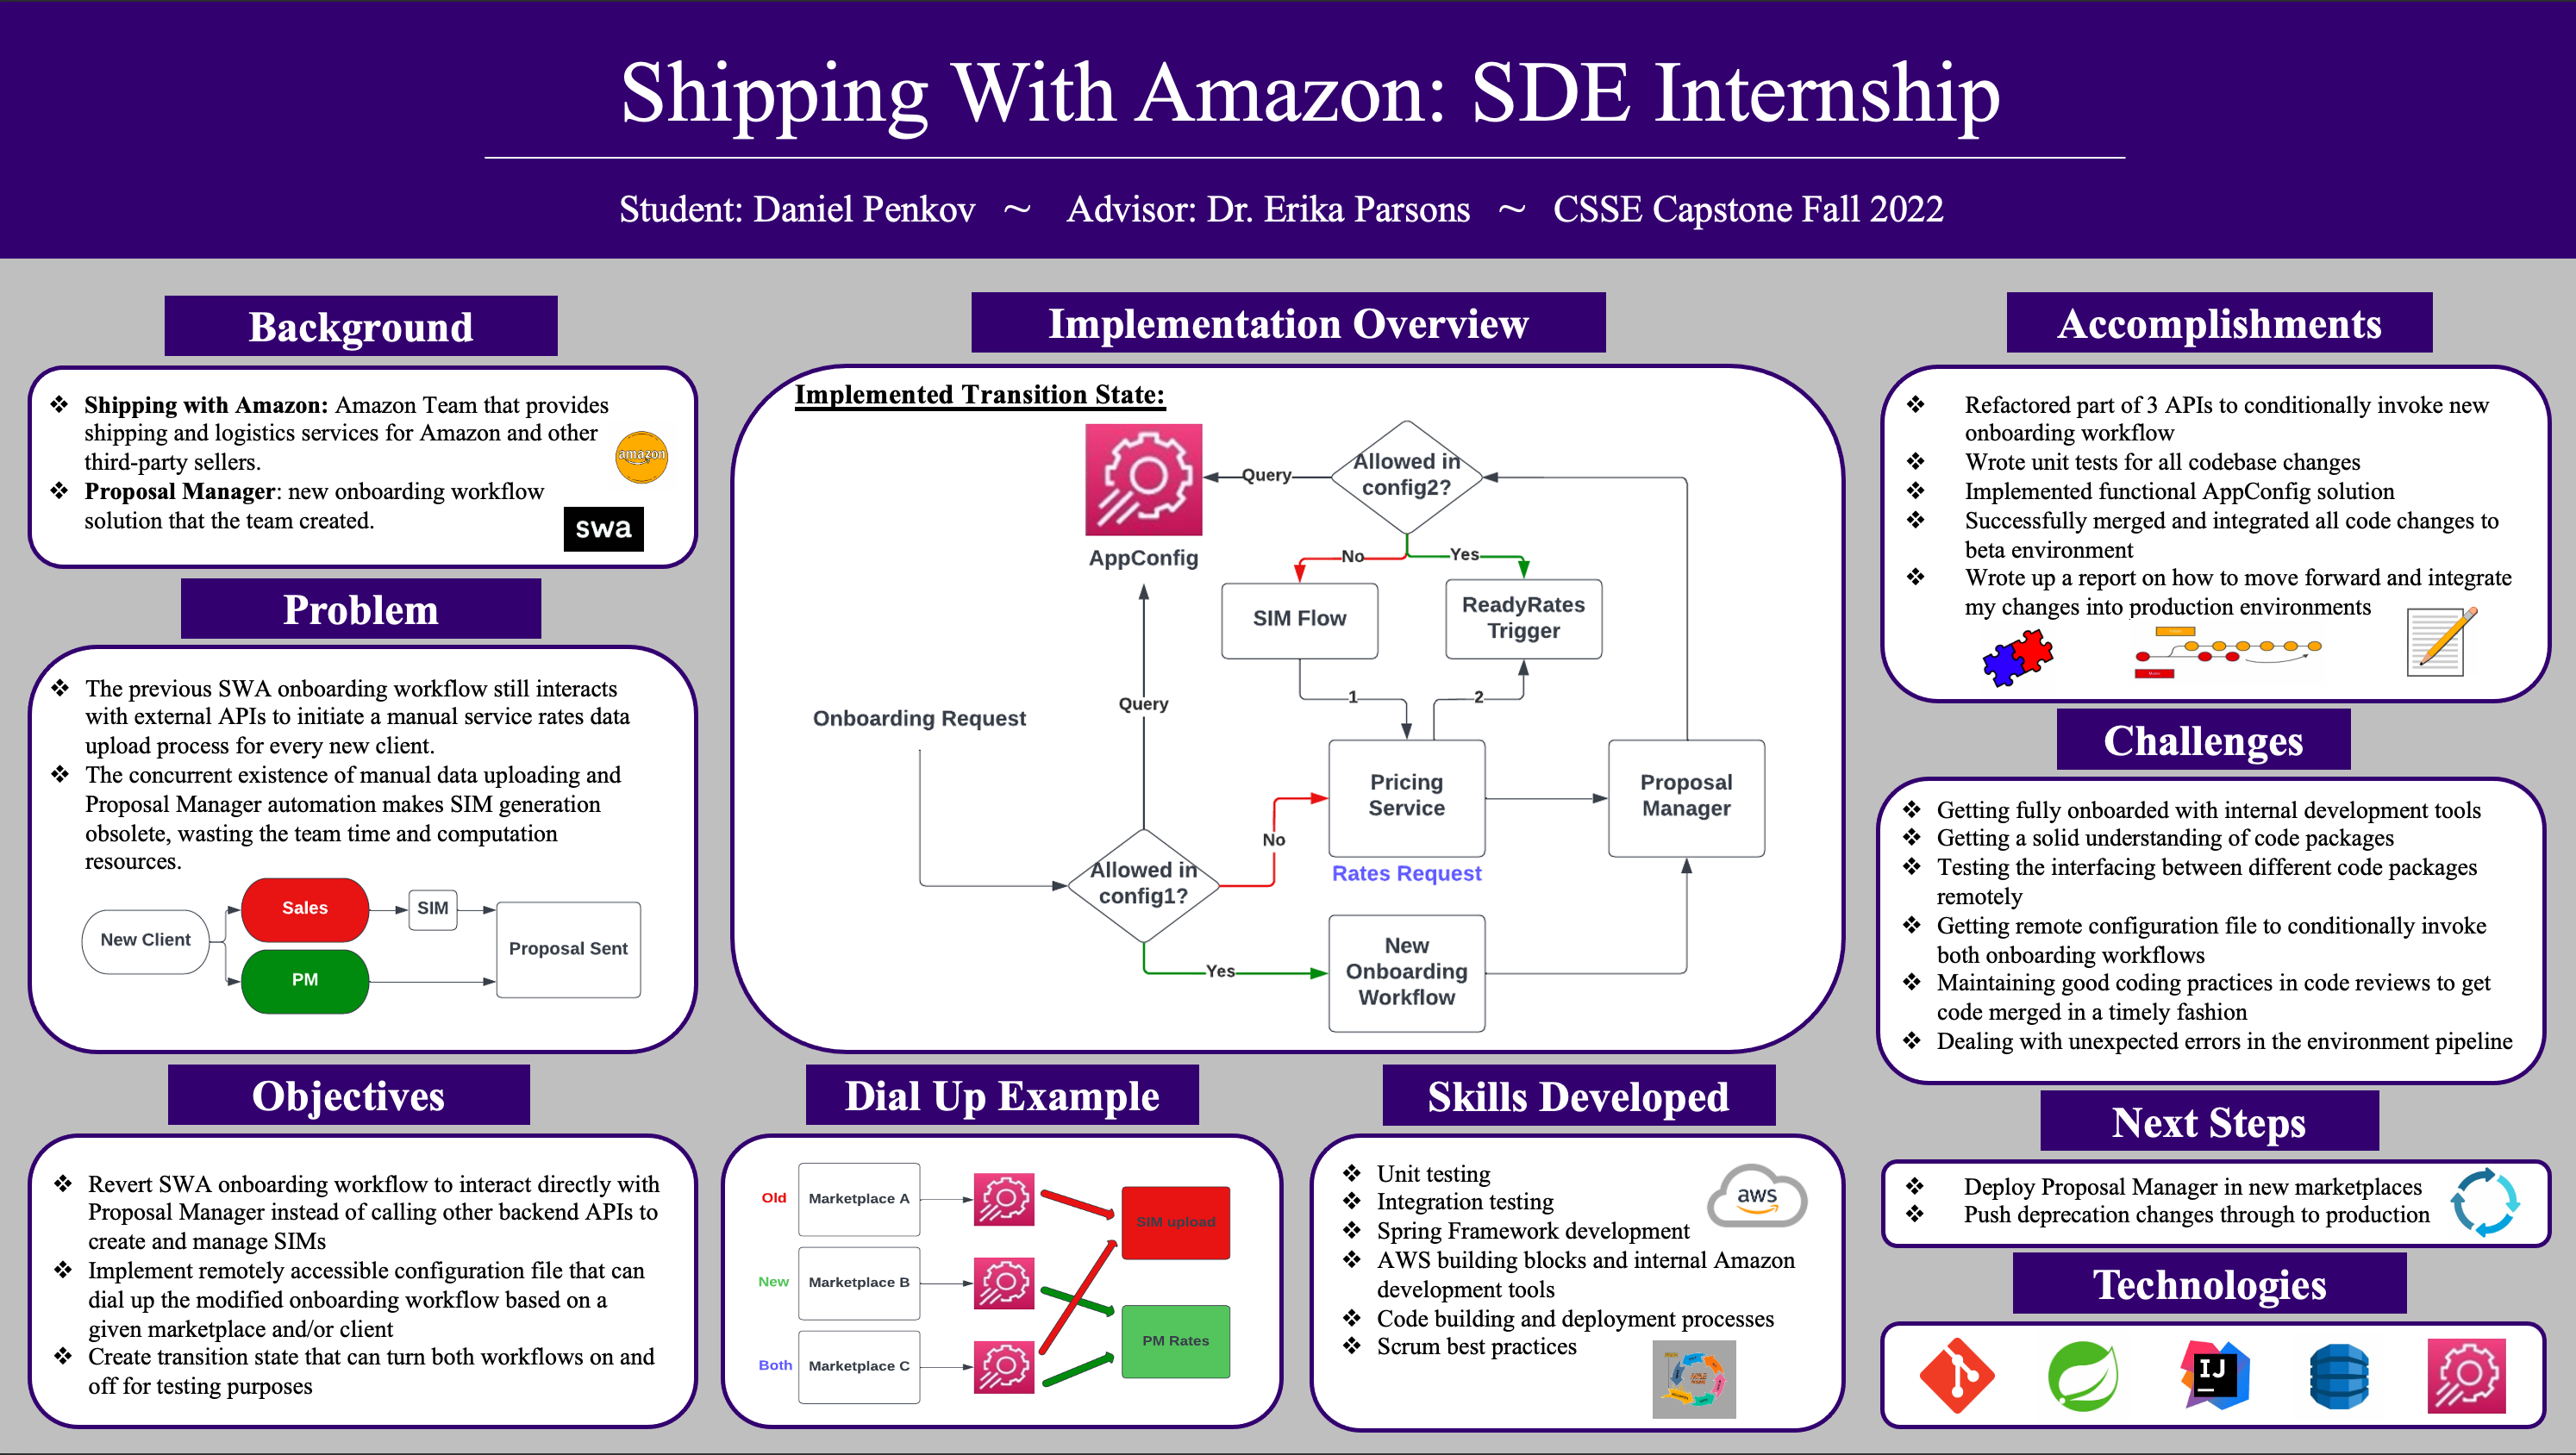 Shipping With Amazon: SDE Internship
Student: Daniel Penkov ~ Advisor: Dr. Erika Parsons ~ CSSE Capstone Fall 2022
Background
❖ Shipping with Amazon: Amazon Team that provides
shipping and logistics services for Amazon and other
third-party sellers.
❖ Proposal Manager: new onboarding workflow
solution that the team created.
amazon
swa
Problem
❖ The previous SWA onboarding workflow still interacts
with external APIs to initiate a manual service rates data
upload process for every new client.
❖ The concurrent existence of manual data uploading and
Proposal Manager automation makes SIM generation
obsolete, wasting the team time and computation
resources.
New Client
Sales
SIM
PM
Proposal Sent
Objectives
❖ Revert SWA onboarding workflow to interact directly with
Proposal Manager instead of calling other backend APIs to
create and manage SIMs
❖ Implement remotely accessible configuration file that can
dial up the modified onboarding workflow based on a
given marketplace and/or client
❖ Create transition state that can turn both workflows on and
off for testing purposes
Implementation Overview
Implemented Transition State:
AppConfig
Query
Allowed in
config2?
No
Yes
SIM Flow
ReadyRates
Trigger
1
2
Query
Onboarding Request
Pricing
Service
Rates Request
Proposal
Manager
No
Allowed in
config1?
Yes
New
Onboarding
Workflow
Dial Up Example
Old
Marketplace A
SIM upload
New
Marketplace B
PM Rates
Both
Marketplace C
Skills Developed
❖ Unit testing
❖ Integration testing
❖ Spring Framework development
❖ AWS building blocks and internal Amazon
development tools
❖ Code building and deployment processes
❖ Scrum best practices
aws
Accomplishments
❖ Refactored part of 3 APIs to conditionally invoke new
onboarding workflow
❖ Wrote unit tests for all codebase changes
❖ Implemented functional AppConfig solution
❖ Successfully merged and integrated all code changes to
beta environment
❖ Wrote up a report on how to move forward and integrate
my changes into production environments
Challenges
❖ Getting fully onboarded with internal development tools
❖ Getting a solid understanding of code packages
❖ Testing the interfacing between different code packages
remotely
❖ Getting remote configuration file to conditionally invoke
both onboarding workflows
❖ Maintaining good coding practices in code reviews to get
code merged in a timely fashion
❖ Dealing with unexpected errors in the environment pipeline
Next Steps
❖ Deploy Proposal Manager in new marketplaces
❖ Push deprecation changes through to production
Technologies
IJ